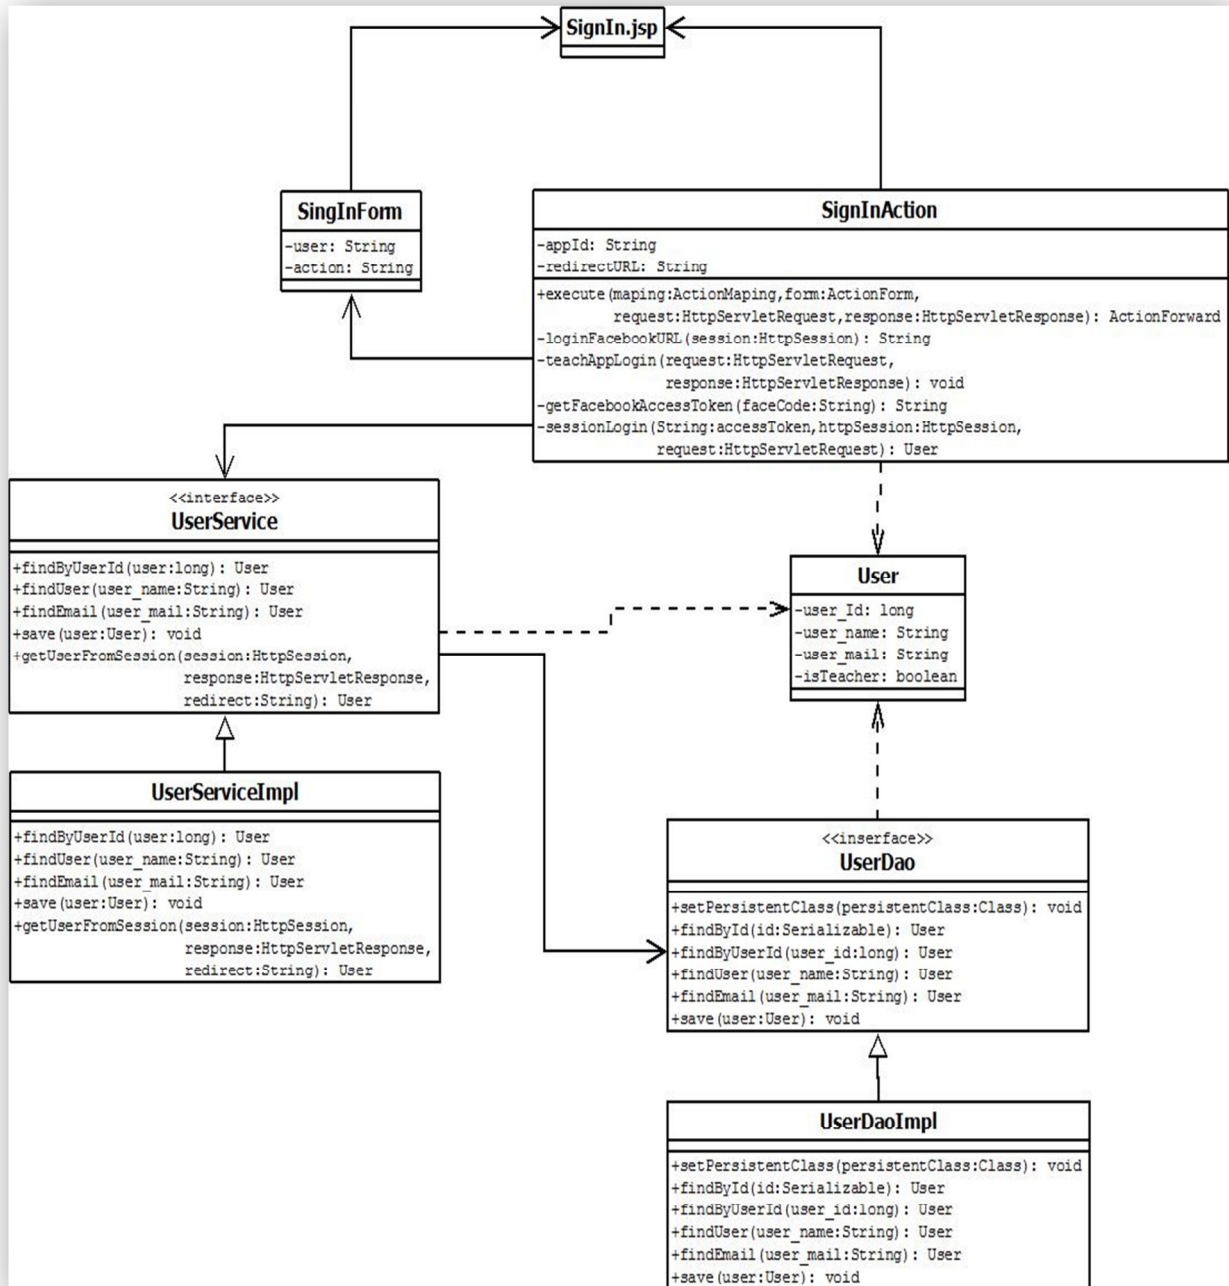 SignIn.jsp
SingInForm
-user: String
-action: String
SignInAction
-appId: String
-redirectURL: String
+execute(maping:ActionMaping,form:ActionForm,
request:HttpServletRequest,response:HttpServletResponse): ActionForward
-loginFacebookURL(session:HttpSession): String
-teachAppLogin(request:HttpServletRequest,
response:HttpServletResponse): void
-getFacebookAccessToken(faceCode:String): String
-sessionLogin(String:accessToken,httpSession:HttpSession,
request:HttpServletRequest): User
<<interface>>
UserService
+findByUserId(user:long): User
+findUser(user_name:String): User
+findEmail(user_mail:String): User
+save(user:User): void
+getUserFromSession(session:HttpSession,
response:HttpServletResponse,
redirect:String): User
User
-user_Id: long
-user_name: String
-user_mail: String
-isTeacher: boolean
UserServiceImpl
+findByUserId(user:long): User
+findUser(user_name:String): User
+findEmail(user_mail:String): User
+save(user:User): void
+getUserFromSession(session:HttpSession,
response:HttpServletResponse,
redirect:String): User
<<inserface>>
UserDao
+setPersistentClass(persistentClass:Class): void
+findById(id:Serializable): User
+findByUserId(user_id:long): User
+findUser(user_name:String): User
+findEmail(user_mail:String): User
+save(user:User): void
UserDaoImpl
+setPersistentClass(persistentClass:Class): void
+findById(id:Serializable): User
+findByUserId(user_id:long): User
+findUser(user_name:String): User
+findEmail(user_mail:String): User
+save(user:User): void